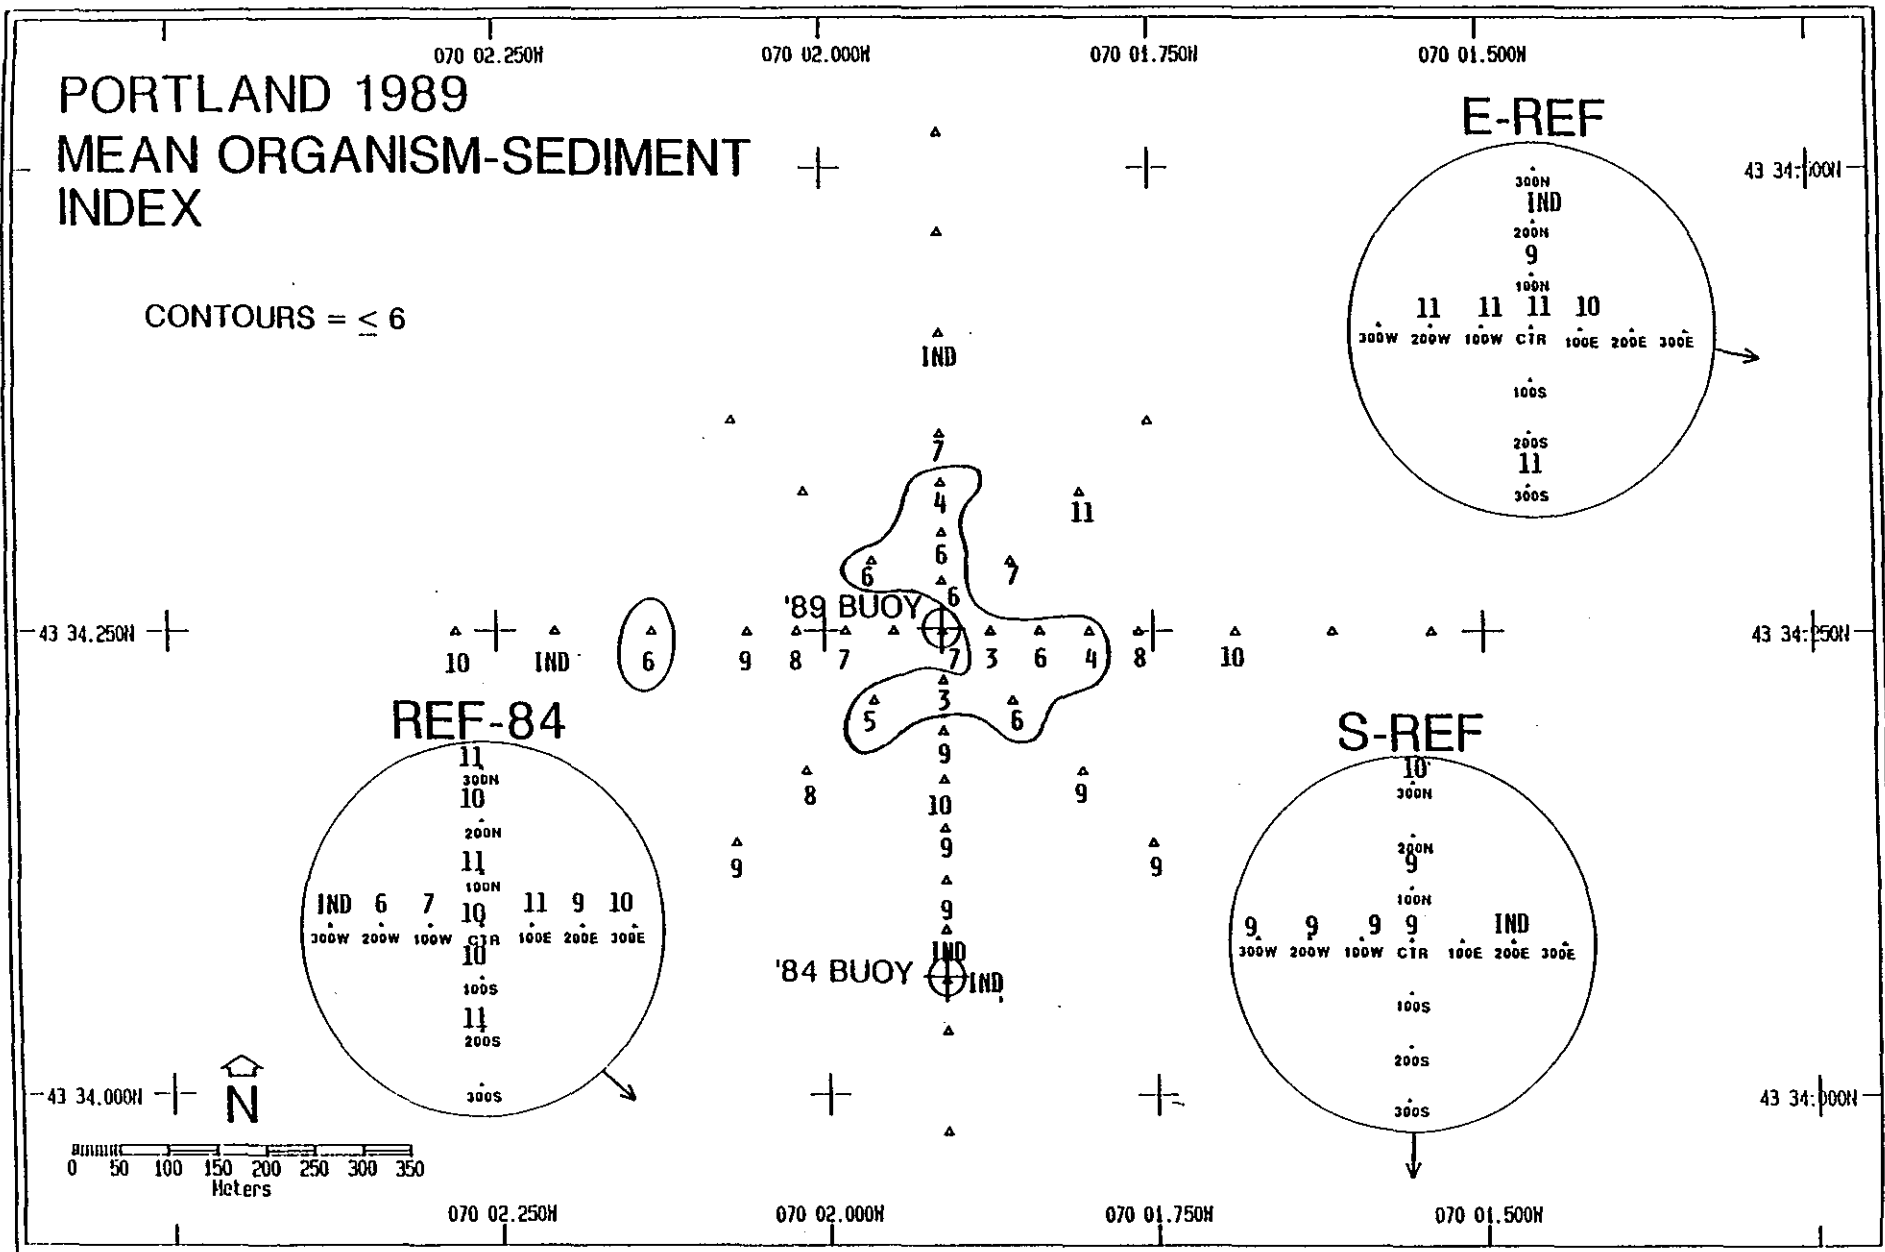 070 02.250W 070 02.000W 070 01.750W 070 01.500W
PORTLAND 1989
MEAN ORGANISM-SEDIMENT
INDEX
CONTOURS = ≤ 6
E-REF
43 34.
300N
IND
200N
9
100N
11 11 11 10
300W 200W 100W CTR 100E 200E 300E
100S
200S
11
300S
IND
7
4
11
6
6
7
6
'89 BUOY
43 34.250N
43 34.250N
10 IND 6 9 8 7 7 3 6 4 8 10
3
5
6
9
8
10
9
9
9
9
9
IND
'84 BUOY
IND
REF-84
11
300N
10
200N
11
100N
IND 6 7 10 11 9 10
300W 200W 100W CTR 100E 200E 300E
10
100S
11
200S
300S
S-REF
10
300N
200N
9
100N
9 9 9 9 IND
300W 200W 100W CTR 100E 200E 300E
100S
200S
300S
43 34.000N
43 34.000N
N
0 50 100 150 200 250 300 350
Meters
070 02.250W 070 02.000W 070 01.750W 070 01.500W